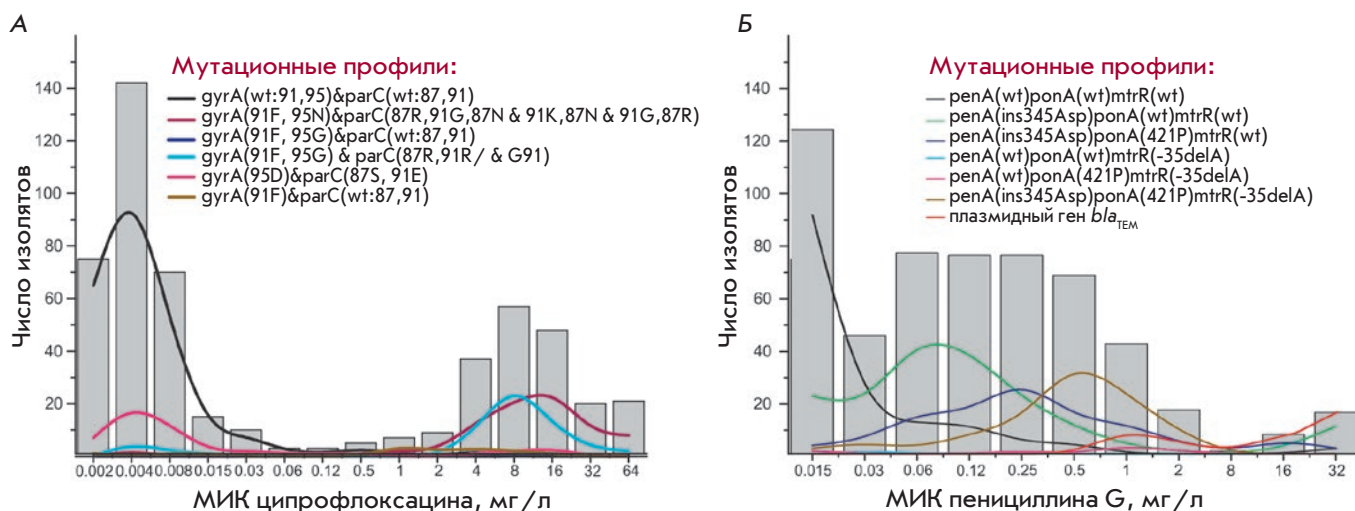 А
Мутационные профили:
gyrA(wt:91,95)&parC(wt:87,91)
gyrA(91F, 95N)&parC(87R,91G,87N & 91K,87N & 91G,87R)
gyrA(91F, 95G)&parC(wt:87,91)
gyrA(91F, 95G) & parC(87R,91R/ & G91)
gyrA(95D)&parC(87S, 91E)
gyrA(91F)&parC(wt:87,91)
Число изолятов
140
120
100
80
60
40
20
0.002 0.004 0.008 0.015 0.03 0.06 0.12 0.5 1 2 4 8 16 32 64
МИК ципрофлоксацина, мг/л
Б
Мутационные профили:
penA(wt)ponA(wt)mtrR(wt)
penA(ins345Asp)ponA(wt)mtrR(wt)
penA(ins345Asp)ponA(421P)mtrR(wt)
penA(wt)ponA(wt)mtrR(-35delA)
penA(wt)ponA(421P)mtrR(-35delA)
penA(ins345Asp)ponA(421P)mtrR(-35delA)
плазмидный ген bla TEM
Число изолятов
140
120
100
80
60
40
20
0.015 0.03 0.06 0.12 0.25 0.5 1 2 8 16 32
МИК пенициллина G, мг/л